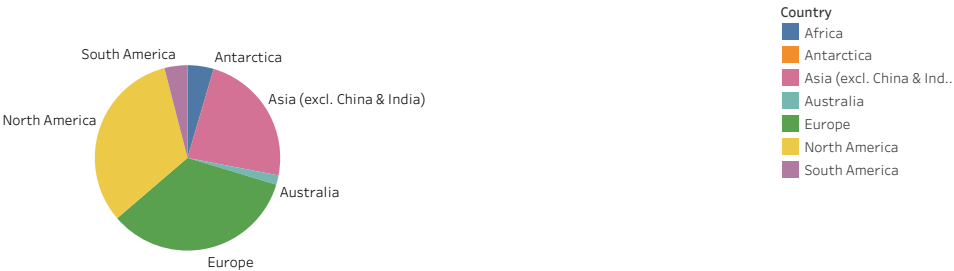 South America
Antarctica
Asia (excl. China & India)
North America
Australia
Europe
Country
Africa
Antarctica
Asia (excl. China & Ind..
Australia
Europe
North America
South America